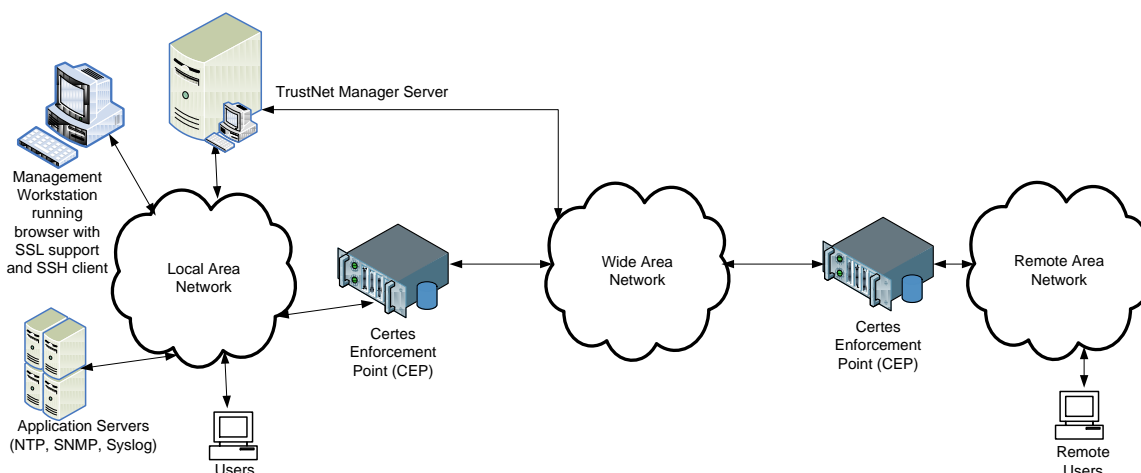 TrustNet Manager Server
Management
Workstation
running
browser with
SSL support
and SSH client
Local Area
Network
Wide Area
Network
Remote Area
Network
Certes
Enforcement
Point (CEP)
Certes
Enforcement
Point (CEP)
Application Servers
(NTP, SNMP, Syslog)
Users
Remote
Users